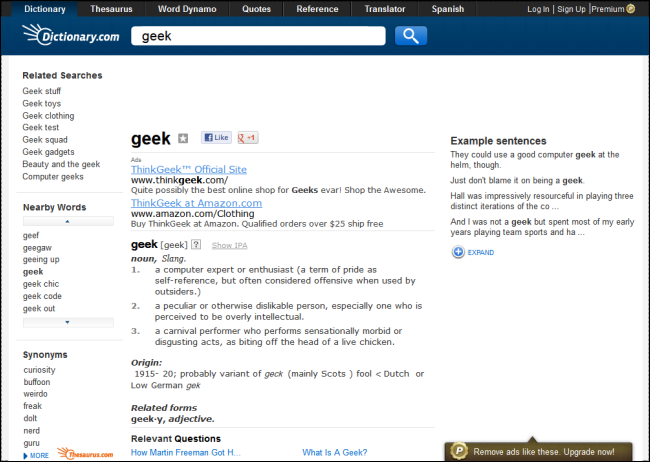 Dictionary Thesaurus Word Dynamo Quotes Reference Translator Spanish Log In | Sign Up | Premium
Dictionary.com geek
Related Searches
Geek stuff
Geek toys
Geek clothing
Geek test
Geek squad
Geek gadgets
Beauty and the geek
Computer geeks
Nearby Words
geef
geegaw
geeing up
geek
geek chic
geek code
geek out
Synonyms
curiosity
buffoon
weirdo
freak
dolt
nerd
guru
MORE Thesaurus.com
geek Like +1
Ads
ThinkGeek™ Official Site
www.thinkgeek.com/
Quite possibly the best online shop for Geeks evar! Shop the Awesome.
ThinkGeek at Amazon.com
www.amazon.com/Clothing
Buy ThinkGeek at Amazon. Qualified orders over $25 ship free
geek [geek] ? Show IPA
noun, Slang.
1. a computer expert or enthusiast (a term of pride as
self-reference, but often considered offensive when used by
outsiders.)
2. a peculiar or otherwise dislikable person, especially one who is
perceived to be overly intellectual.
3. a carnival performer who performs sensationally morbid or
disgusting acts, as biting off the head of a live chicken.
Origin:
1915- 20; probably variant of geck (mainly Scots ) fool < Dutch or
Low German gek
Related forms
geek·y, adjective.
Relevant Questions
How Martin Freeman Got H... What Is A Geek?
Example sentences
They could use a good computer geek at the
helm, though.
Just don't blame it on being a geek.
Hall was impressively resourceful in playing three
distinct iterations of the co ...
And I was not a geek but spent most of my early
years playing team sports and ha ...
EXPAND
P Remove ads like these. Upgrade now!